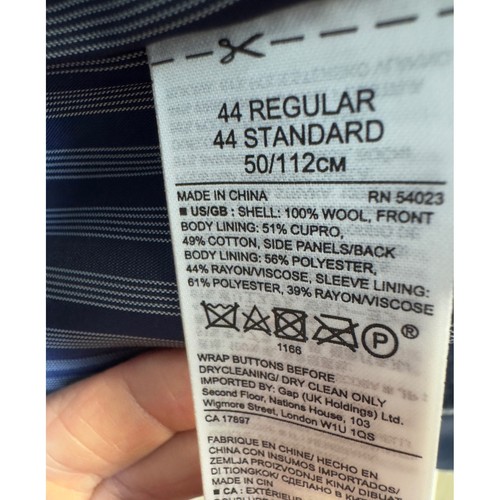 44 REGULAR
44 STANDARD
50/112CM
MADE IN CHINA RN 54023
■ US/GB : SHELL: 100% WOOL, FRONT
BODY LINING: 51% CUPRO,
49% COTTON, SIDE PANELS/BACK
BODY LINING: 56% POLYESTER,
44% RAYON/VISCOSE, SLEEVE LINING:
61% POLYESTER, 39% RAYON/VISCOSE
P ®
1166
WRAP BUTTONS BEFORE
DRYCLEANING/ DRY CLEAN ONLY
IMPORTED BY: Gap (UK Holdings) Ltd.
Second Floor, Nations House, 103
Wigmore Street, London W1U 1QS
CA 17897
FABRIQUE EN CHINE/ HECHO EN
CHINA CON INSUMOS IMPORTADOS/
ZEMLJA PROIZVODNJE KINA/ DIBUAT
DI TIONGKOK/ СДЕЛАНО В
■ CA : EXTÉRIEUR